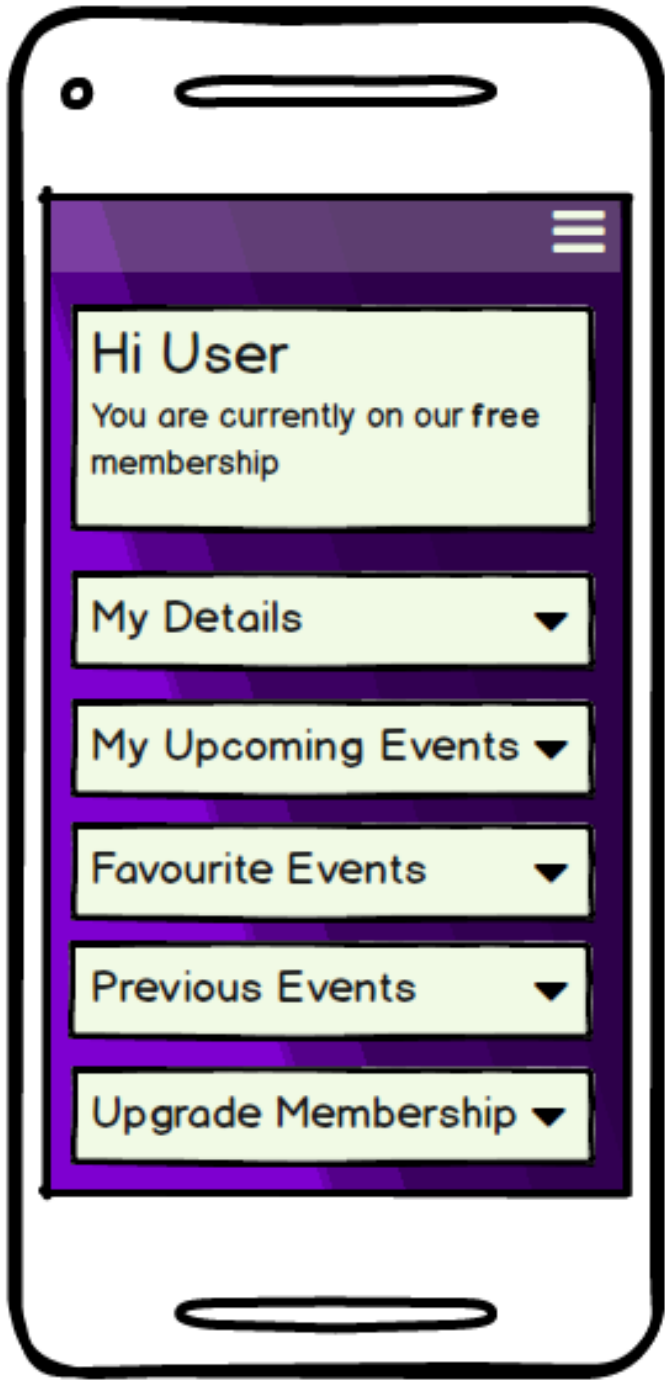 Hi User
You are currently on our free
membership
My Details
My Upcoming Events
Favourite Events
Previous Events
Upgrade Membership